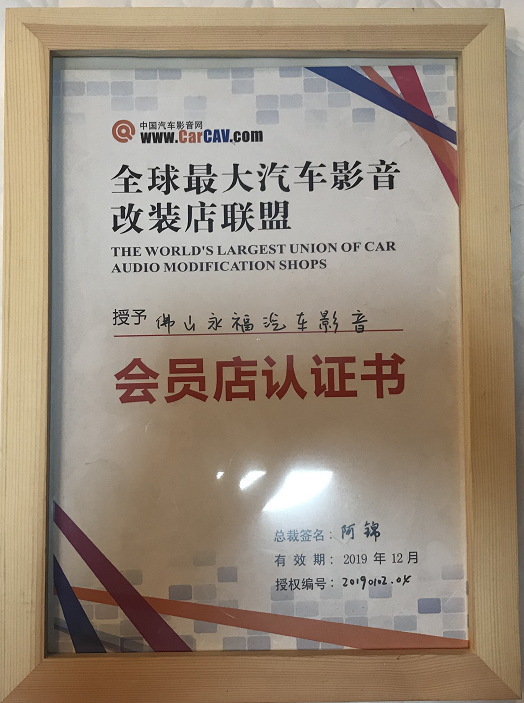 中国汽车影音网
www.CarCAV.com
全球最大汽车影音
改装店联盟
THE WORLD'S LARGEST UNION OF CAR
AUDIO MODIFICATION SHOPS
授予 佛山永福汽车影音
会员店认证书
总裁签名：阿锦
有 效 期：2019 年 12 月
授权编号：20190102.04